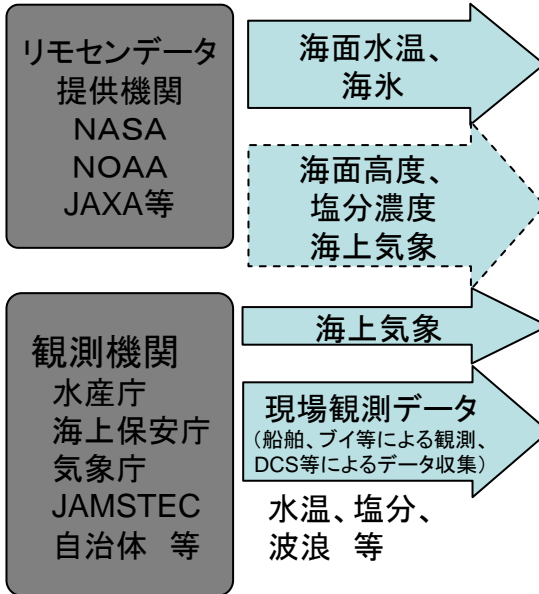 リモセンデータ
提供機関
NASA
NOAA
JAXA等
海面水温、
海氷
海面高度、
塩分濃度
海上気象
観測機関
水産庁
海上保安庁
気象庁
JAMSTEC
自治体 等
海上気象
現場観測データ
(船舶、ブイ等による観測、
DCS等によるデータ収集)
水温、塩分、
波浪 等